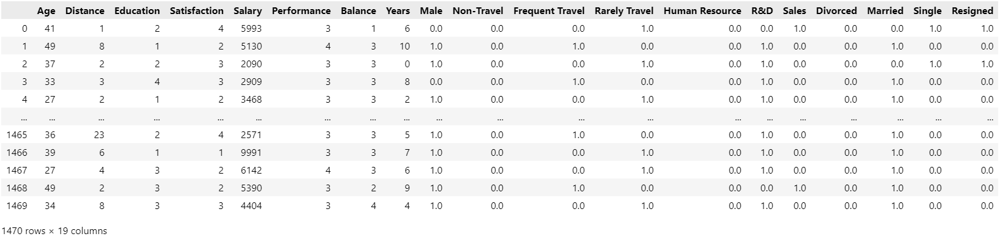 Age Distance Education Satisfaction Salary Performance Balance Years Male Non-Travel Frequent Travel Rarely Travel Human Resource R&D Sales Divorced Married Single Resigned
0 41 1 2 4 5993 3 1 6 0.0 0.0 0.0 1.0 0.0 0.0 1.0 0.0 0.0 1.0 1.0
1 49 8 1 2 5130 4 3 10 1.0 0.0 1.0 0.0 0.0 1.0 0.0 0.0 1.0 0.0 0.0
2 37 2 2 3 2090 3 3 0 1.0 0.0 0.0 1.0 0.0 1.0 0.0 0.0 0.0 1.0 1.0
3 33 3 4 3 2909 3 3 8 0.0 0.0 1.0 0.0 0.0 1.0 0.0 0.0 1.0 0.0 0.0
4 27 2 1 2 3468 3 3 2 1.0 0.0 0.0 1.0 0.0 1.0 0.0 0.0 1.0 0.0 0.0
... ... ... ... ... ... ... ... ... ... ... ... ... ... ... ... ... ... ... ...
1465 36 23 2 4 2571 3 3 5 1.0 0.0 1.0 0.0 0.0 1.0 0.0 0.0 1.0 0.0 0.0
1466 39 6 1 1 9991 3 3 7 1.0 0.0 0.0 1.0 0.0 1.0 0.0 0.0 1.0 0.0 0.0
1467 27 4 3 2 6142 4 3 6 1.0 0.0 0.0 1.0 0.0 1.0 0.0 0.0 1.0 0.0 0.0
1468 49 2 3 2 5390 3 2 9 1.0 0.0 1.0 0.0 0.0 0.0 1.0 0.0 1.0 0.0 0.0
1469 34 8 3 3 4404 3 4 4 1.0 0.0 0.0 1.0 0.0 1.0 0.0 0.0 1.0 0.0 0.0
1470 rows × 19 columns